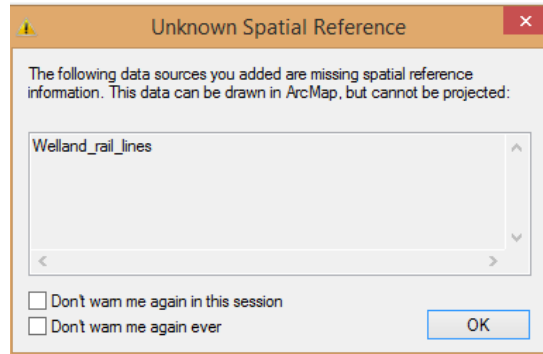 Unknown Spatial Reference
The following data sources you added are missing spatial reference
information. This data can be drawn in ArcMap, but cannot be projected:
Welland_rail_lines
Don't warn me again in this session
Don't warn me again ever
OK